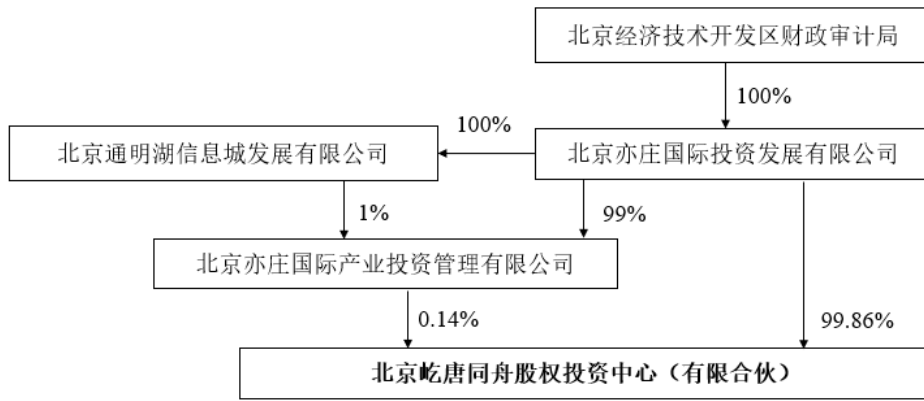 北京经济技术开发区财政审计局
100%
100%
北京通明湖信息城发展有限公司
北京亦庄国际投资发展有限公司
1%
99%
北京亦庄国际产业投资管理有限公司
0.14%
99.86%
北京屹唐同舟股权投资中心（有限合伙）